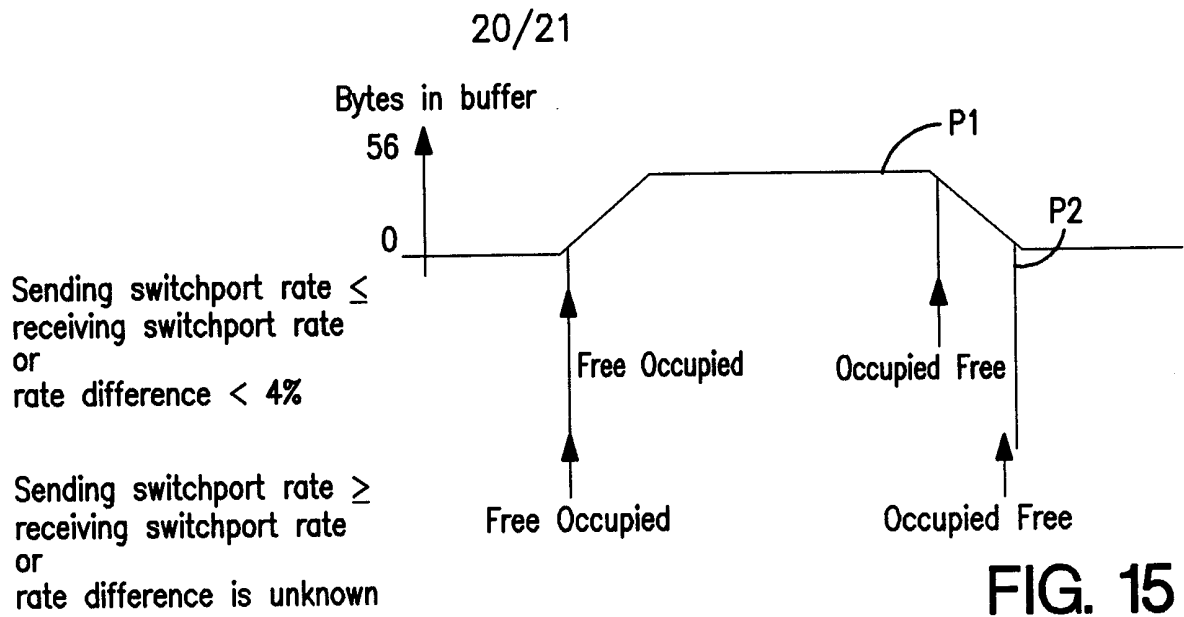 20/21
Bytes in buffer
56
P1
0
P2
Sending switchport rate ≤
receiving switchport rate
or
rate difference < 4%
Free Occupied
Occupied Free
Sending switchport rate ≥
receiving switchport rate
or
rate difference is unknown
Free Occupied
Occupied Free
FIG. 15